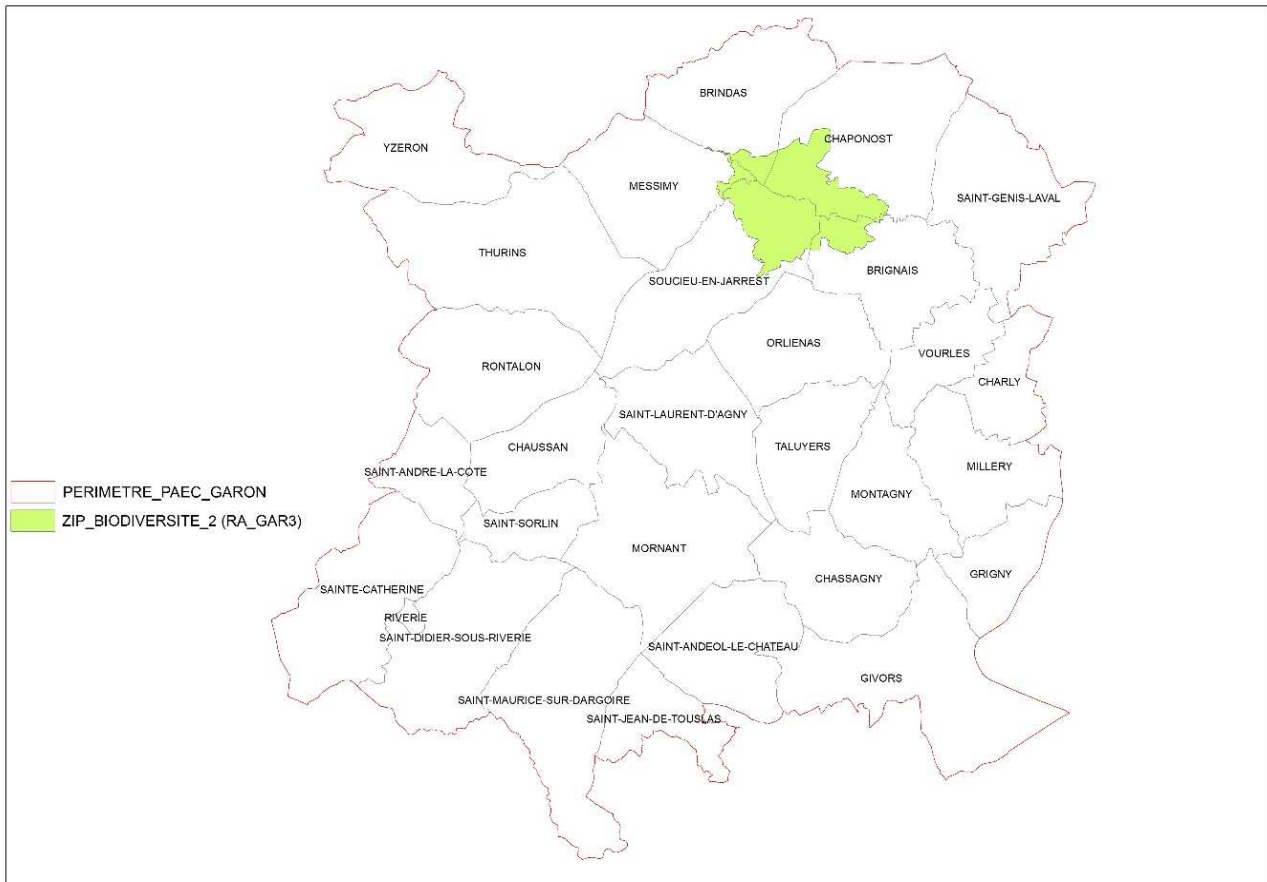 BRINDAS
CHAPONOST
YZERON
MESSIMY
SAINT-GENIS-LAVAL
THURINS
BRIGNAIS
SOUCIEU-EN-JARREST
ORLIENAS
VOURLES
RONTALON
CHARLY
SAINT-LAURENT-D'AGNY
CHAUSSAN
TALUYERS
MILLERY
SAINT-ANDRE-LA-COTE
PERIMETRE_PAEC_GARON
MONTAGNY
ZIP_BIODIVERSITE_2 (RA_GAR3)
SAINT-SORLIN
MORNANT
GRIGNY
CHASSAGNY
SAINTE-CATHERINE
RIVERIE
SAINT-DIDIER-SOUS-RIVERIE
SAINT-ANDEOL-LE-CHATEAU
GIVORS
SAINT-MAURICE-SUR-DARGOIRE
SAINT-JEAN-DE-TOUSLAS